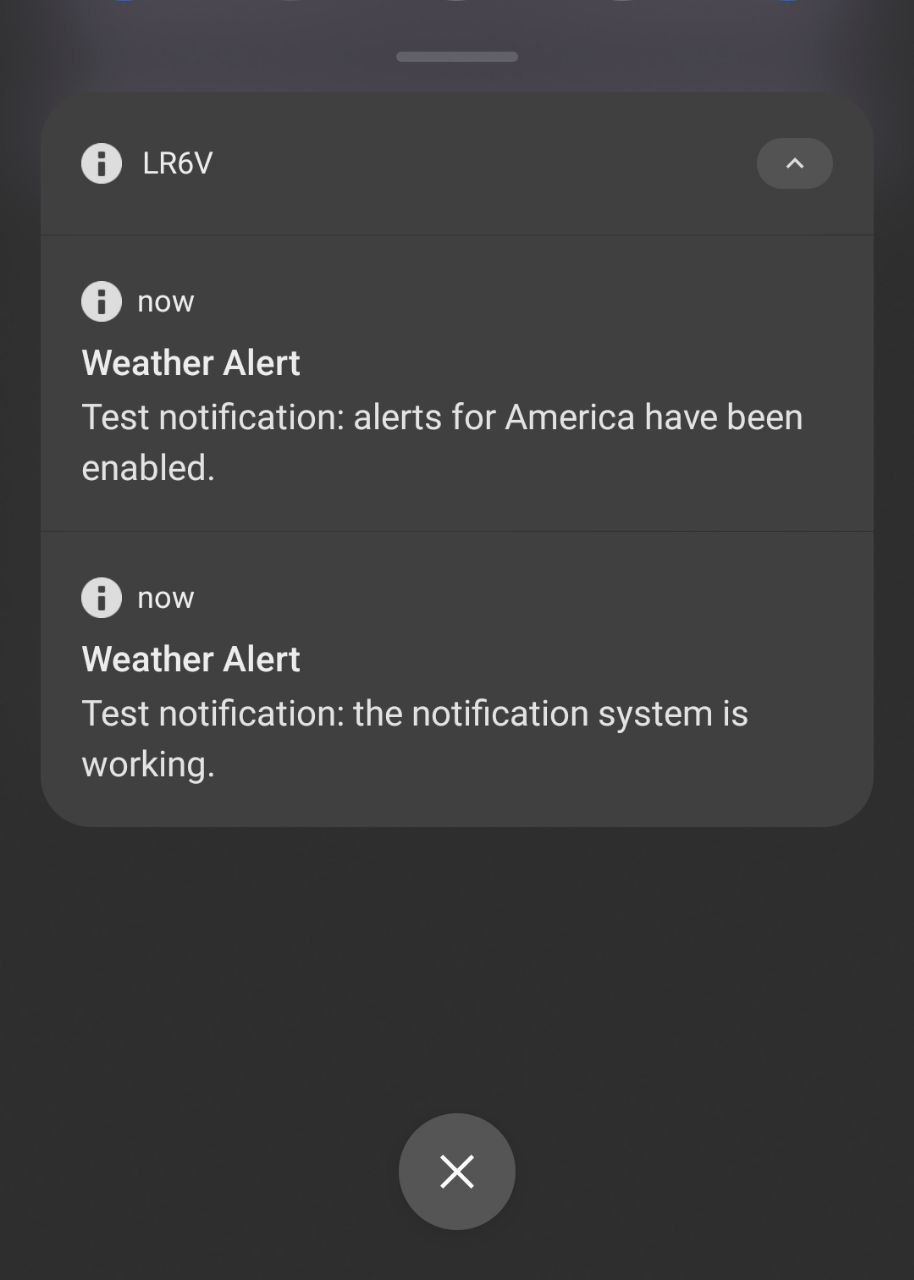 LR6V
now
Weather Alert
Test notification: alerts for America have been
enabled.
now
Weather Alert
Test notification: the notification system is
working.